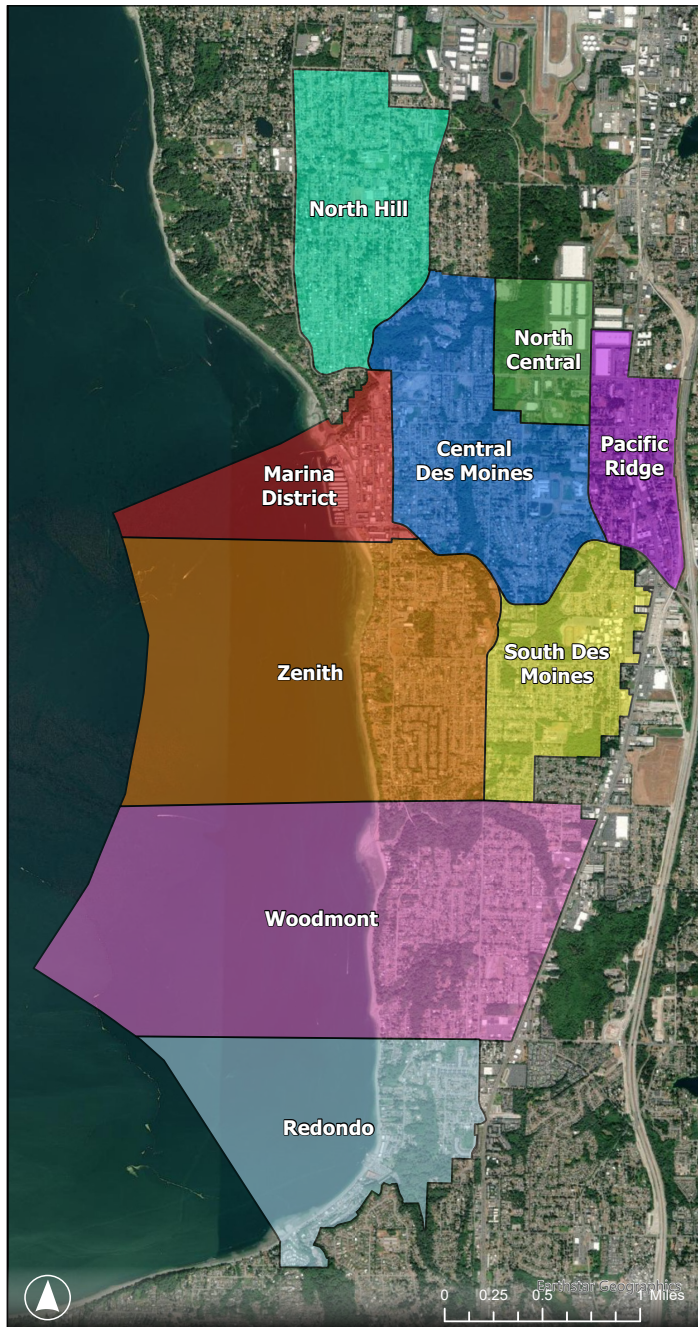 North Hill
North
Central
Pacific
Ridge
Central
Des Moines
Marina
District
South Des
Moines
Zenith
Woodmont
Redondo
Earthstar Geographics
0 0.25 0.5 1 Miles